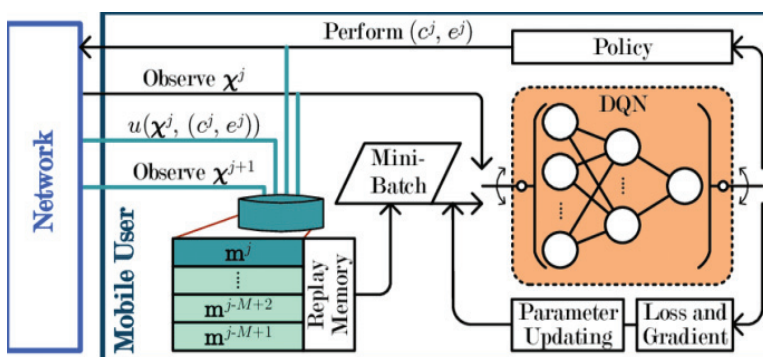 Perform (c^j, e^j)
Policy
Observe χ^j
DQN
u(χ^j, (c^j, e^j))
Mini-
Batch
Observe χ^{j+1}
Network
Mobile User
m^j
⋮
m^{j-M+2}
m^{j-M+1}
Replay
Memory
Parameter
Updating
Loss and
Gradient